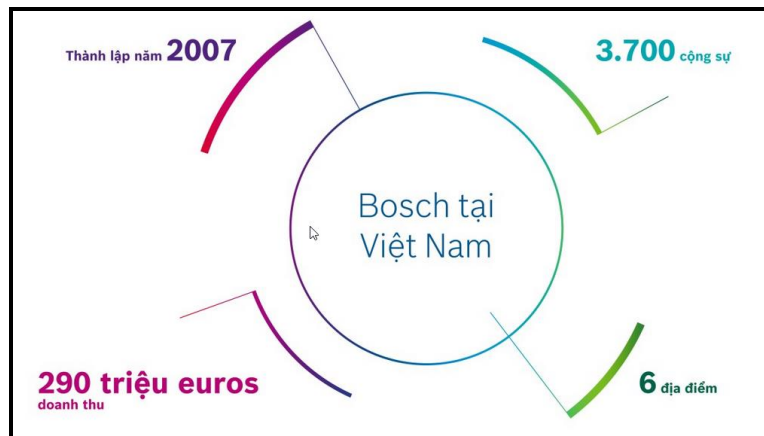 Thành lập năm 2007
3.700 cộng sự
Bosch tại
Việt Nam
290 triệu euros
doanh thu
6 địa điểm